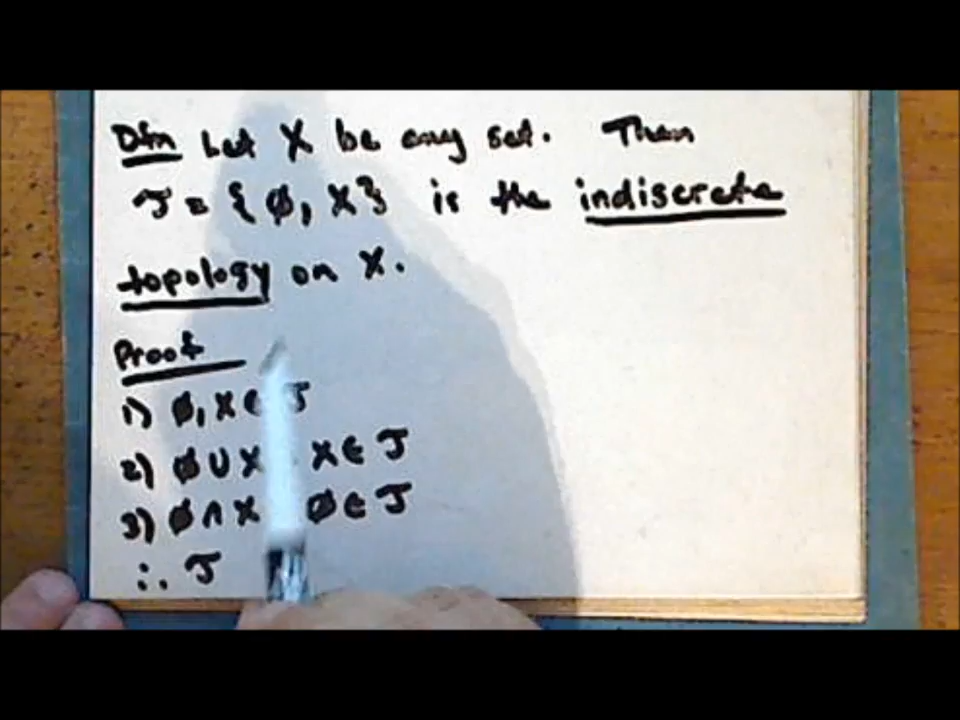 Dfn Let X be any set. Then
𝒯 = {∅, X} is the indiscrete
topology on X.
Proof
1) ∅, X ∈ 𝒯
2) ∅ ∪ X X ∈ 𝒯
3) ∅ ∩ X ∅ ∈ 𝒯
∴ 𝒯